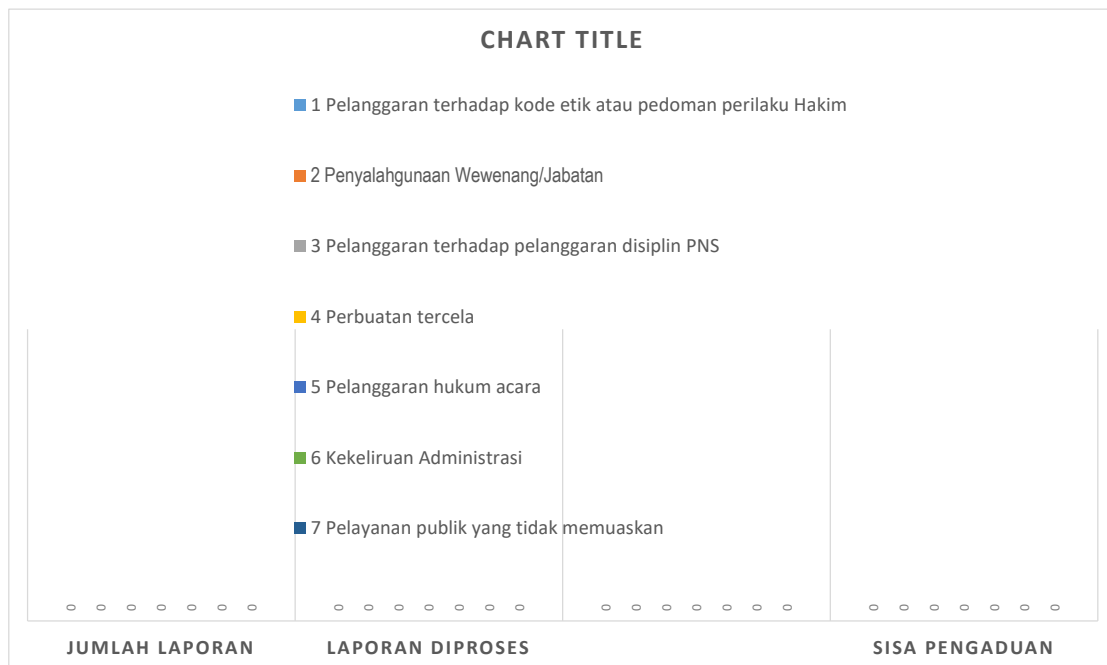 CHART TITLE
1 Pelanggaran terhadap kode etik atau pedoman perilaku Hakim
2 Penyalahgunaan Wewenang/Jabatan
3 Pelanggaran terhadap pelanggaran disiplin PNS
4 Perbuatan tercela
5 Pelanggaran hukum acara
6 Kekeliruan Administrasi
7 Pelayanan publik yang tidak memuaskan
0 0 0 0 0 0 0 0 0 0 0 0 0 0 0 0 0 0 0 0 0 0 0 0 0 0 0 0
JUMLAH LAPORAN LAPORAN DIPROSES SISA PENGADUAN